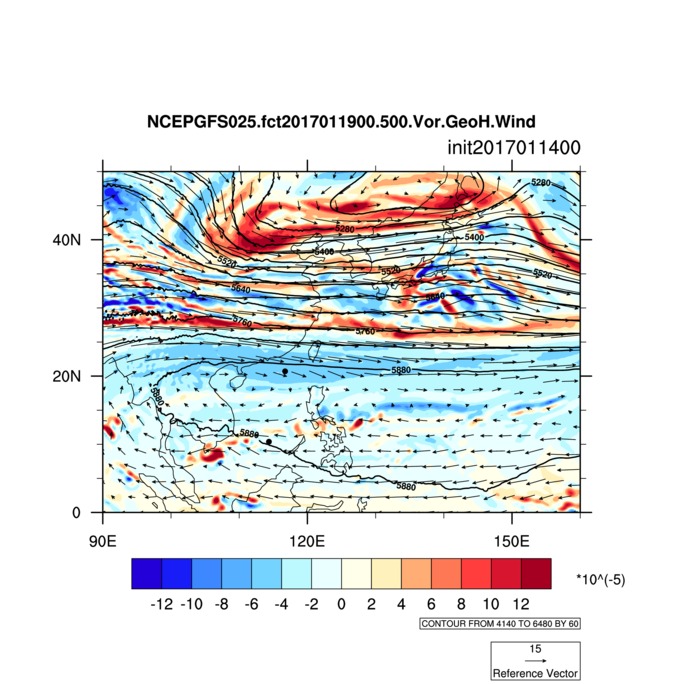 NCEPGFS025.fct2017011900.500.Vor.GeoH.Wind
init2017011400
5280
5280
5400
5400
5520
5520
5520
5640
5640
5760
5760
5880
5880
5880
5880
40N
20N
0
90E 120E 150E
-12 -10 -8 -6 -4 -2 0 2 4 6 8 10 12
*10^(-5)
CONTOUR FROM 4140 TO 6480 BY 60
15
Reference Vector